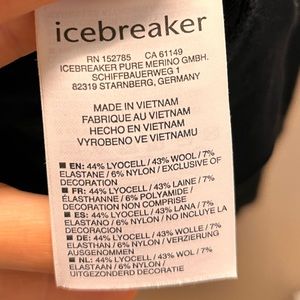 icebreaker
RN 152785 CA 61149
ICEBREAKER PURE MERINO GMBH.
SCHIFFBAUERWEG 1
82319 STARNBERG, GERMANY
MADE IN VIETNAM
FABRIQUE AU VIETNAM
HECHO EN VIETNAM
VYROBENO VE VIETNAMU
■ EN: 44% LYOCELL / 43% WOOL / 7%
ELASTANE / 6% NYLON / EXCLUSIVE OF
DECORATION
■ FR: 44% LYOCELL / 43% LAINE / 7%
ÉLASTHANNE / 6% POLYAMIDE /
DÉCORATION NON COMPRISE
■ ES: 44% LYOCELL / 43% LANA / 7%
ELASTANO / 6% NYLON / NO INCLUYE LA
DECORACION
■ DE: 44% LYOCELL / 43% WOLLE / 7%
ELASTHAN / 6% NYLON / VERZIERUNG
AUSGENOMMEN
■ NL: 44% LYOCELL / 43% WOL / 7%
ELASTAAN / 6% NYLON /
UITGEZONDERD DECORATIE